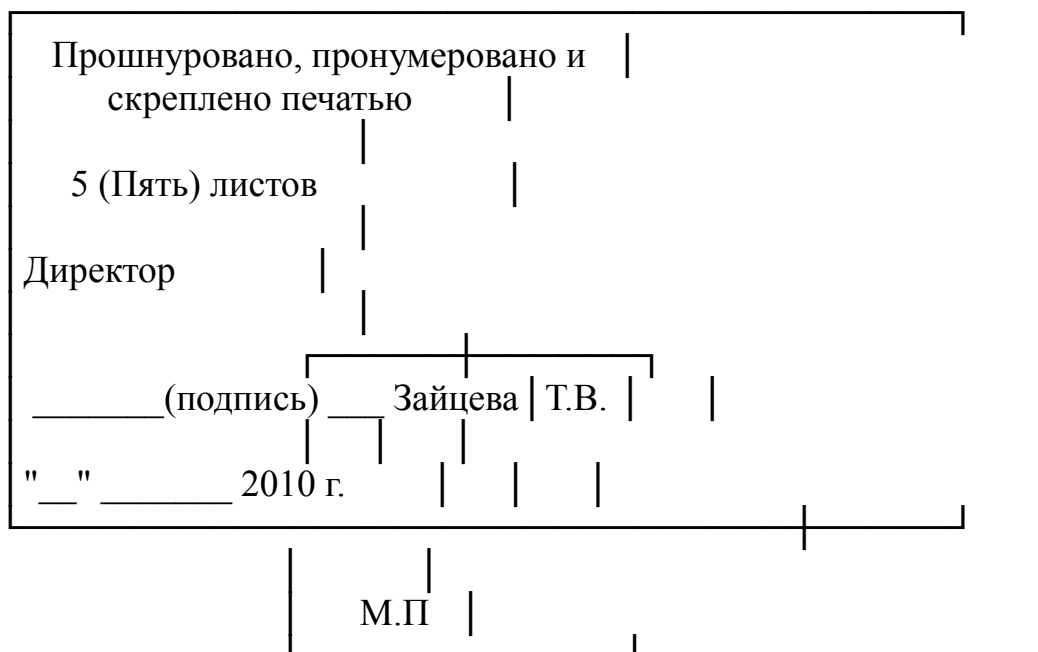 Прошнуровано, пронумеровано и
скреплено печатью
5 (Пять) листов
Директор
_______(подпись) ___ Зайцева Т.В.
"__" _______ 2010 г.
М.П